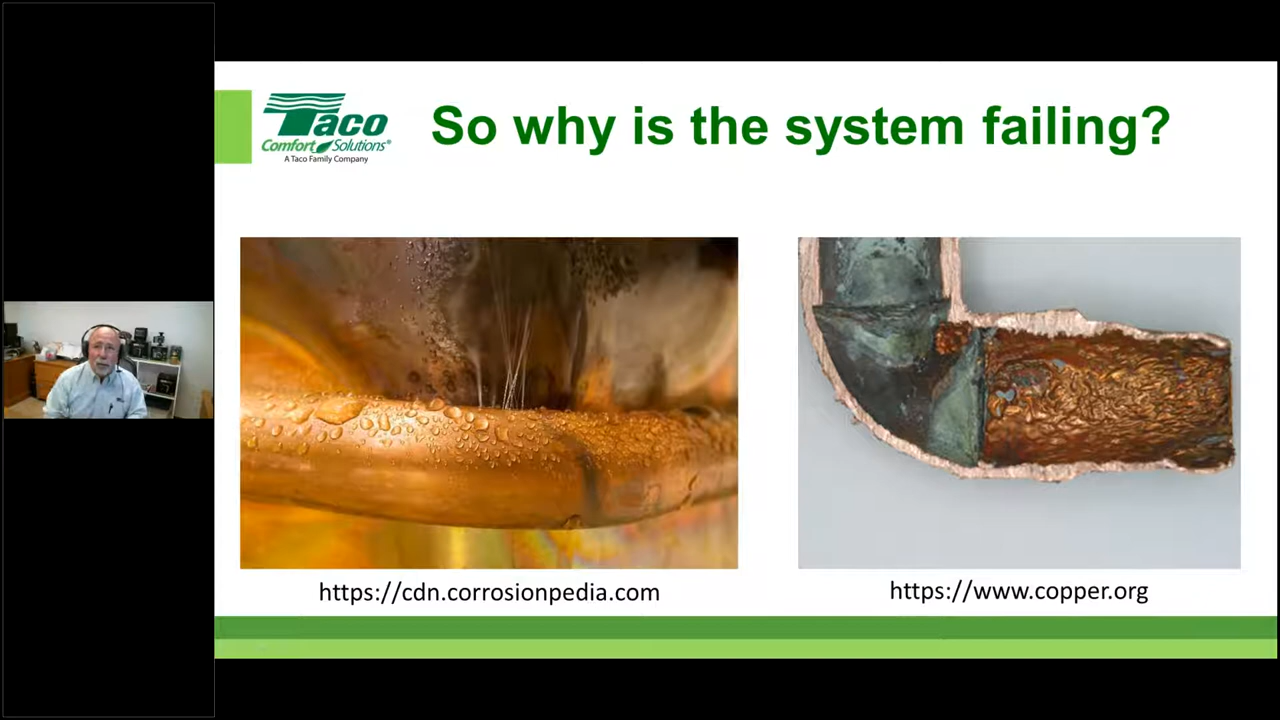 Taco
Comfort Solutions®
A Taco Family Company
So why is the system failing?
https://cdn.corrosionpedia.com
https://www.copper.org